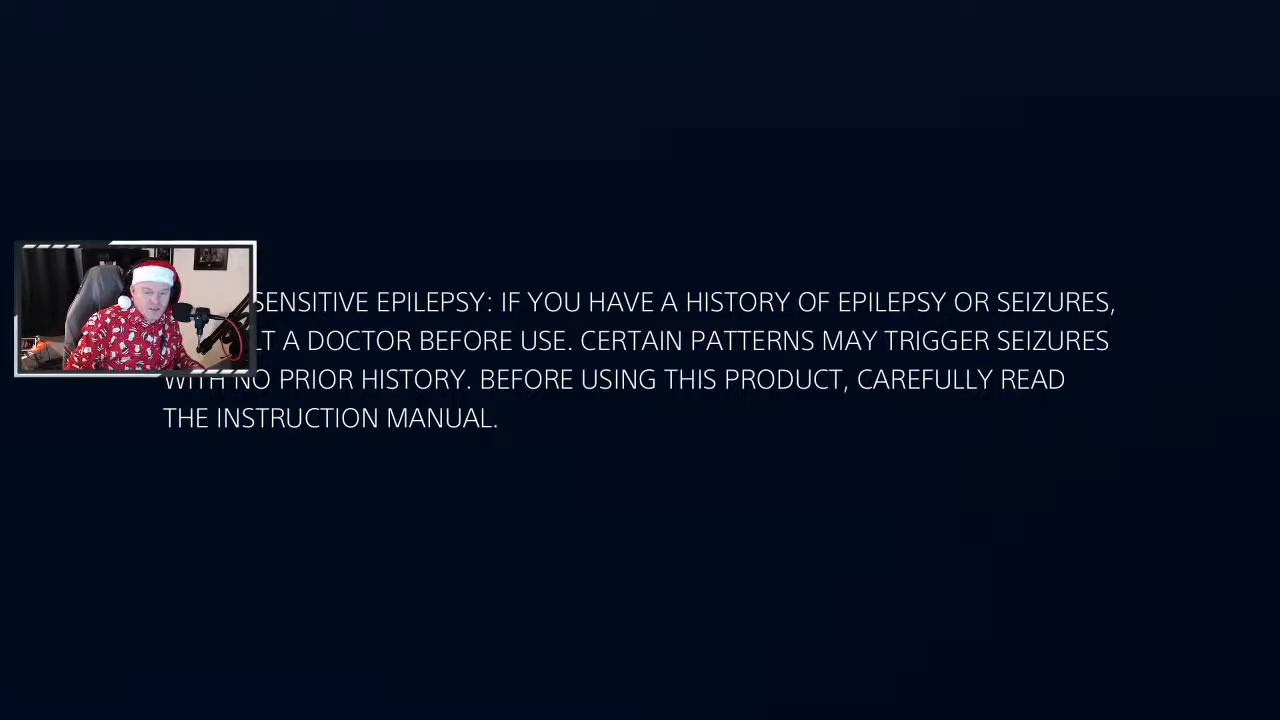 SENSITIVE EPILEPSY: IF YOU HAVE A HISTORY OF EPILEPSY OR SEIZURES,
LT A DOCTOR BEFORE USE. CERTAIN PATTERNS MAY TRIGGER SEIZURES
WITH NO PRIOR HISTORY. BEFORE USING THIS PRODUCT, CAREFULLY READ
THE INSTRUCTION MANUAL.